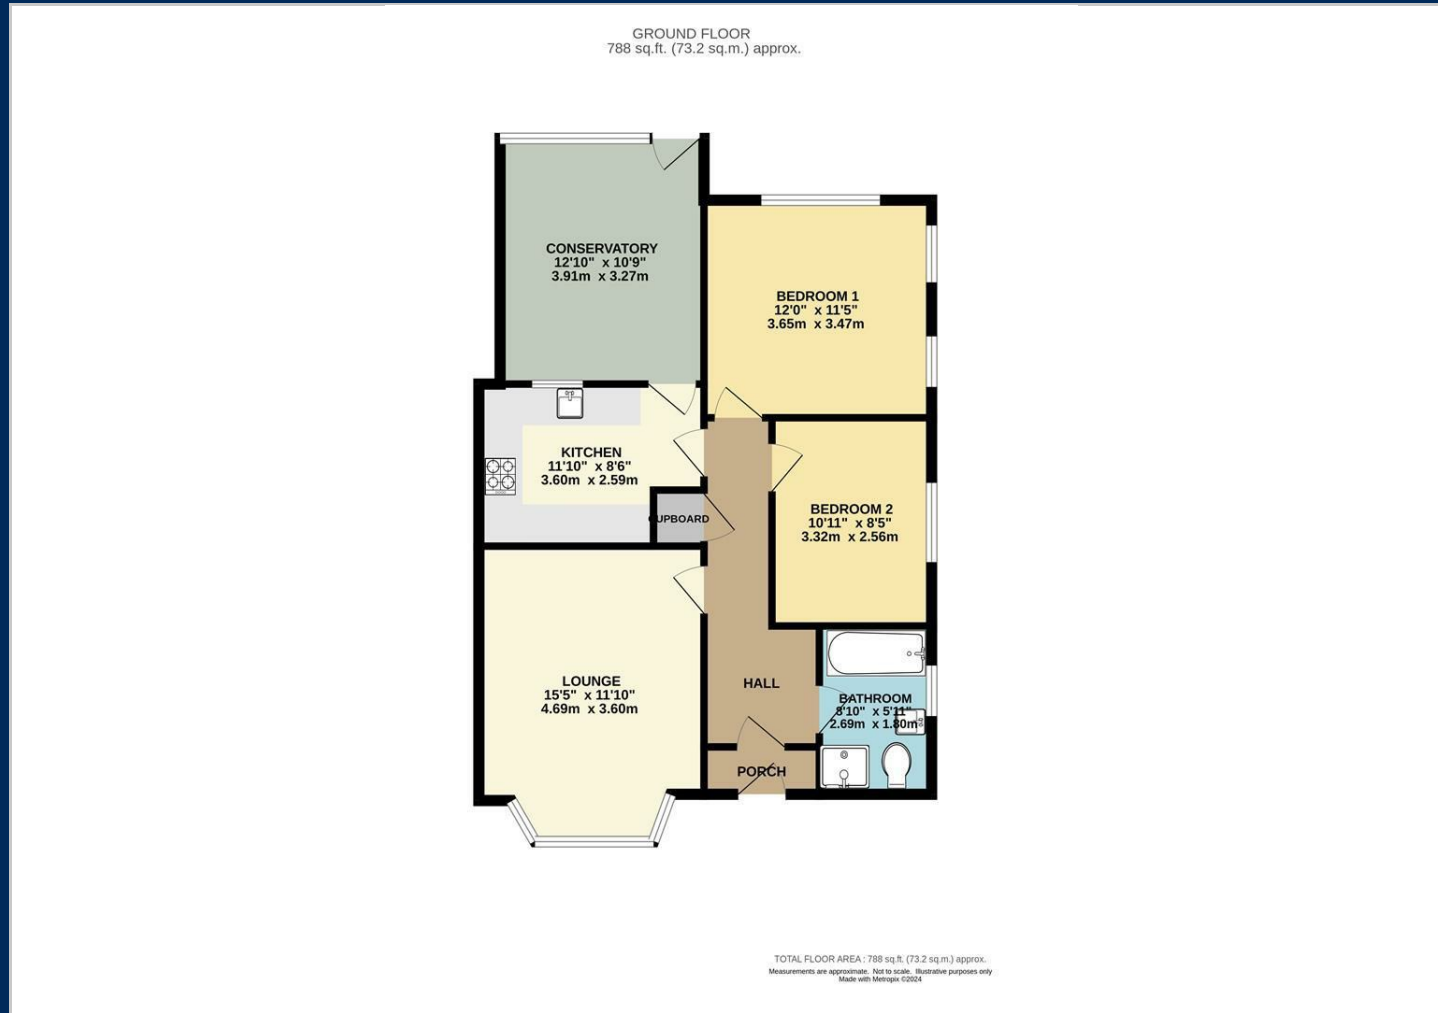 GROUND FLOOR
788 sq.ft. (73.2 sq.m.) approx.
CONSERVATORY
12'10" x 10'9"
3.91m x 3.27m
BEDROOM 1
12'0" x 11'5"
3.65m x 3.47m
KITCHEN
11'10" x 8'6"
3.60m x 2.59m
CUPBOARD
BEDROOM 2
10'11" x 8'5"
3.32m x 2.56m
LOUNGE
15'5" x 11'10"
4.69m x 3.60m
HALL
BATHROOM
8'10" x 5'11"
2.69m x 1.80m
PORCH
TOTAL FLOOR AREA : 788 sq.ft. (73.2 sq.m.) approx.
Measurements are approximate. Not to scale. Illustrative purposes only
Made with Metropix ©2024